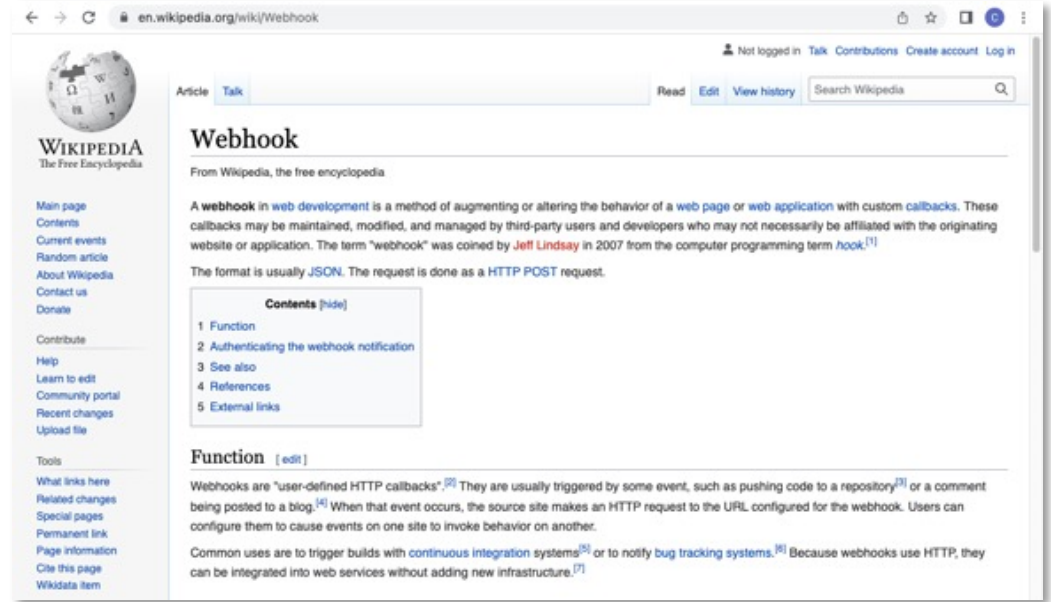 en.wikipedia.org/wiki/Webhook
C
Not logged in Talk Contributions Create account Log in
WIKIPEDIA
The Free Encyclopedia
Article Talk
Read Edit View history Search Wikipedia
Webhook
From Wikipedia, the free encyclopedia
A webhook in web development is a method of augmenting or altering the behavior of a web page or web application with custom callbacks. These
callbacks may be maintained, modified, and managed by third-party users and developers who may not necessarily be affiliated with the originating
website or application. The term "webhook" was coined by Jeff Lindsay in 2007 from the computer programming term hook.[1]
The format is usually JSON. The request is done as a HTTP POST request.
Contents [hide]
1 Function
2 Authenticating the webhook notification
3 See also
4 References
5 External links
Function [edit]
Webhooks are "user-defined HTTP callbacks".[2] They are usually triggered by some event, such as pushing code to a repository[3] or a comment
being posted to a blog.[4] When that event occurs, the source site makes an HTTP request to the URL configured for the webhook. Users can
configure them to cause events on one site to invoke behavior on another.
Common uses are to trigger builds with continuous integration systems[5] or to notify bug tracking systems.[6] Because webhooks use HTTP, they
can be integrated into web services without adding new infrastructure.[7]
Main page
Contents
Current events
Random article
About Wikipedia
Contact us
Donate
Contribute
Help
Learn to edit
Community portal
Recent changes
Upload file
Tools
What links here
Related changes
Special pages
Permanent link
Page information
Cite this page
Wikidata item